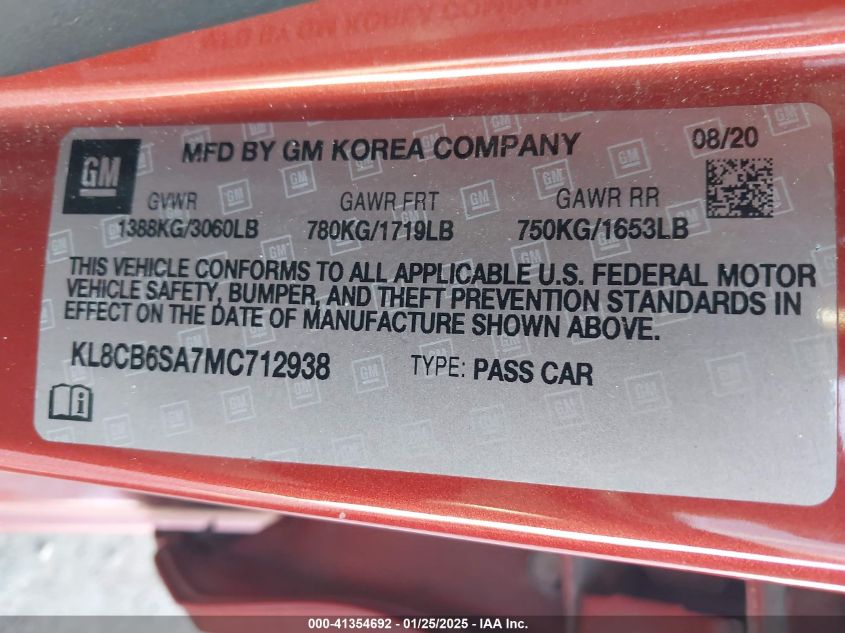 MFD BY GM KOREA COMPANY 08/20
GM
GVWR GAWR FRT GAWR RR
1388KG/3060LB 780KG/1719LB 750KG/1653LB
THIS VEHICLE CONFORMS TO ALL APPLICABLE U.S. FEDERAL MOTOR
VEHICLE SAFETY, BUMPER, AND THEFT PREVENTION STANDARDS IN
EFFECT ON THE DATE OF MANUFACTURE SHOWN ABOVE.
KL8CB6SA7MC712938 TYPE: PASS CAR
000-41354692 - 01/25/2025 - IAA Inc.